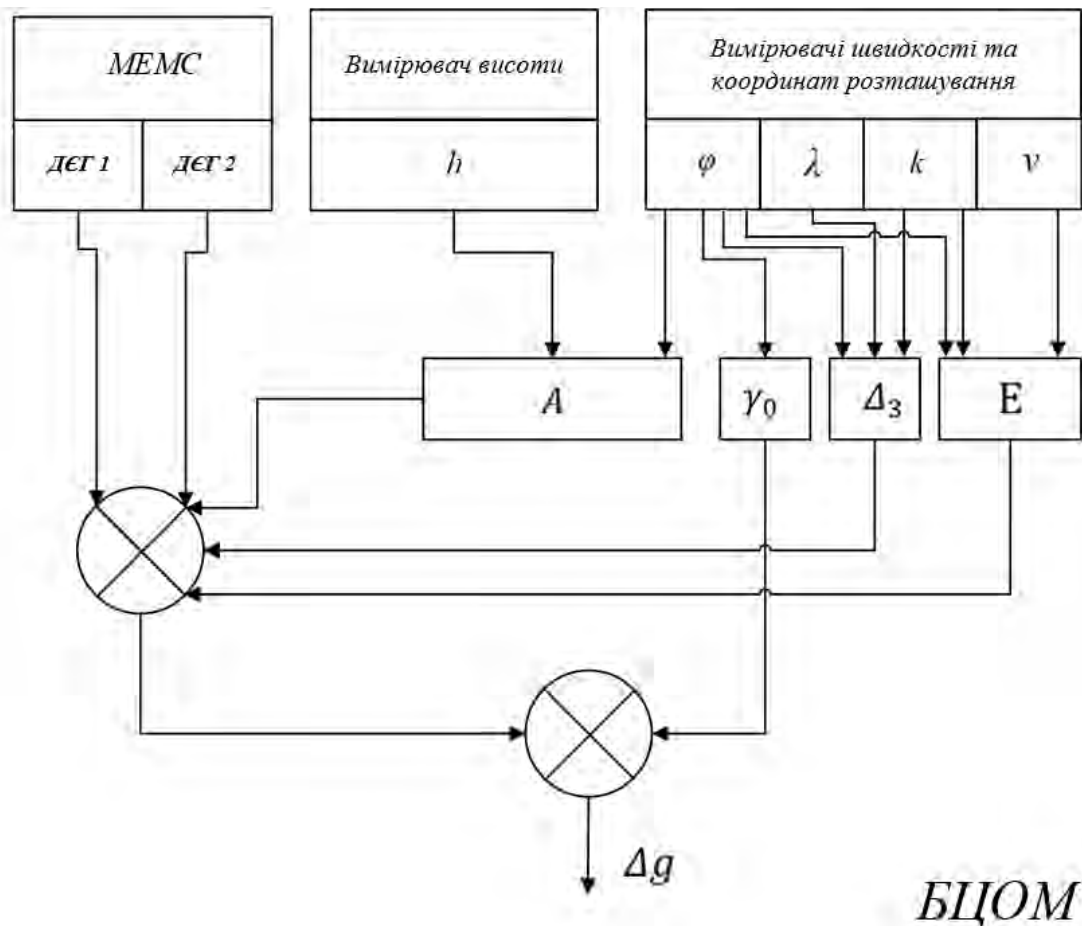 МЕМС
Вимірювач висоти
Вимірювачі швидкості та
координат розташування
ДЄГ 1
ДЄГ 2
h
φ
λ
k
v
A
γ₀
Δ₃
E
Δg
БЦОМ